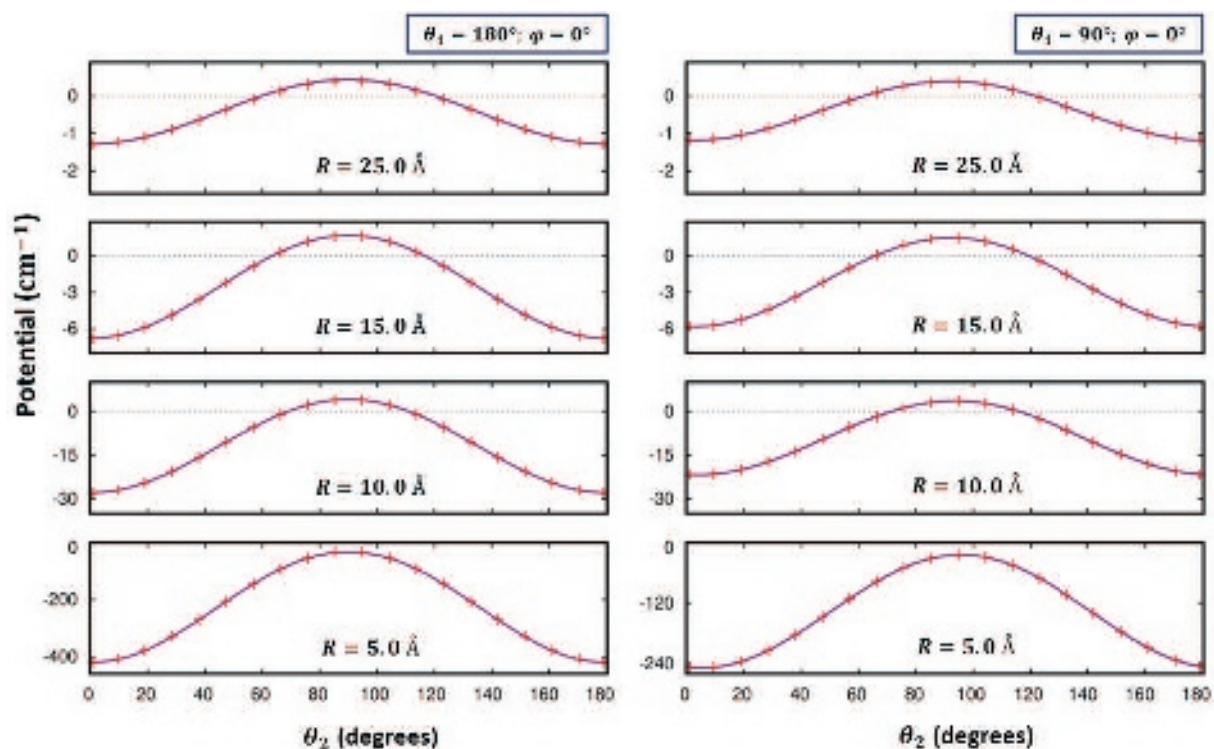 θ₁ = 180°; φ = 0°
θ₁ = 90°; φ = 0°
Potential (cm⁻¹)
0
-1
-2
R = 25.0 Å
0
-1
-2
R = 25.0 Å
0
-3
-6
R = 15.0 Å
0
-3
-6
R = 15.0 Å
0
-15
-30
R = 10.0 Å
0
-15
-30
R = 10.0 Å
0
-200
-400
R = 5.0 Å
0
-120
-240
R = 5.0 Å
0 20 40 60 80 100 120 140 160 180
0 20 40 60 80 100 120 140 160 180
θ₂ (degrees)
θ₂ (degrees)